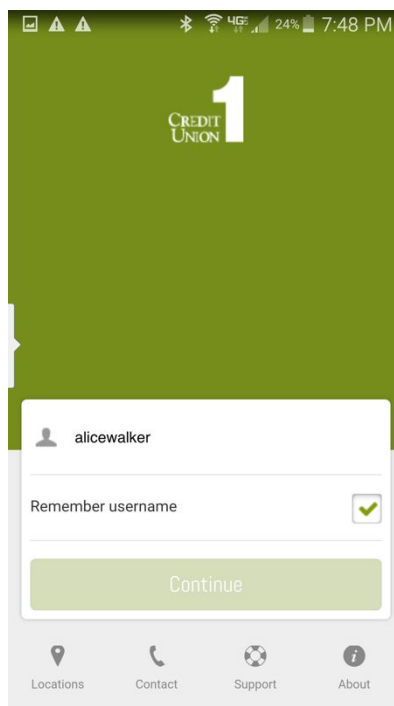 4G 24% 7:48 PM
CREDIT 1
UNION
alicewalker
Remember username
Continue
Locations Contact Support About